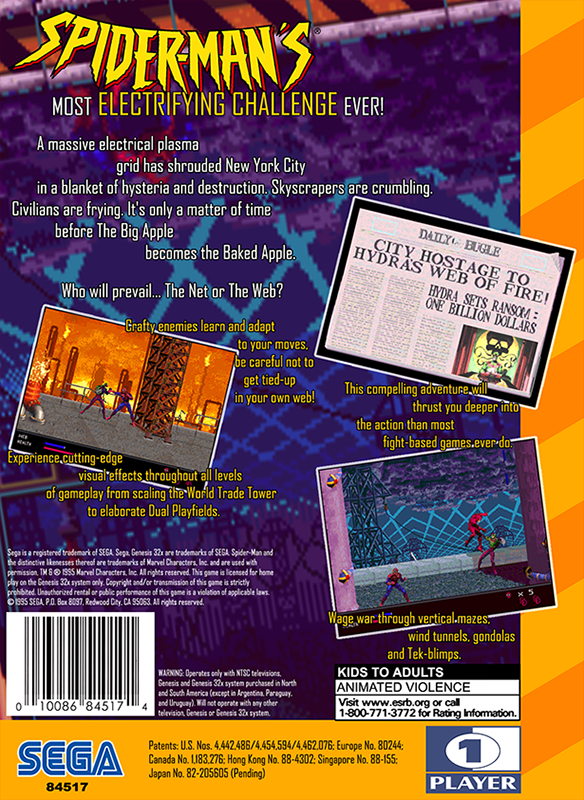 SPIDER-MAN'S®
MOST ELECTRIFYING CHALLENGE EVER!
A massive electrical plasma
grid has shrouded New York City
in a blanket of hysteria and destruction. Skyscrapers are crumbling.
Civilians are frying. It's only a matter of time
before The Big Apple
becomes the Baked Apple.
Who will prevail... The Net or The Web?
DAILY BUGLE
CITY HOSTAGE TO
HYDRA'S WEB OF FIRE!
HYDRA SETS RANSOM :
ONE BILLION DOLLARS
Crafty enemies learn and adapt
to your moves,
be careful not to
get tied-up
in your own web!
WEB
HEALTH
This compelling adventure will
thrust you deeper into
the action than most
fight-based games ever do.
Experience cutting-edge
visual effects throughout all levels
of gameplay from scaling the World Trade Tower
to elaborate Dual Playfields.
x 5
Wage war through vertical mazes,
wind tunnels, gondolas
and Tek-blimps.
Sega is a registered trademark of SEGA. Sega, Genesis 32x are trademarks of SEGA. Spider-Man and
the distinctive likenesses thereof are trademarks of Marvel Characters, Inc. and are used with
permission. TM & ® 1995 Marvel Characters, Inc. All rights reserved. This game is licensed for home
play on the Genesis 32x system only. Copyright and/or transmission of this game is strictly
prohibited. Unauthorized rental or public performance of this game is a violation of applicable laws.
© 1995 SEGA, P.O. Box 8097, Redwood City, CA 95063. All rights reserved.
0 10086 84517 4
WARNING: Operates only with NTSC televisions,
Genesis and Genesis 32x system purchased in North
and South America (except in Argentina, Paraguay,
and Uruguay). Will not operate with any other
television, Genesis or Genesis 32x system.
KIDS TO ADULTS
ANIMATED VIOLENCE
Visit www.esrb.org or call
1-800-771-3772 for Rating Information.
SEGA
84517
Patents: U.S. Nos. 4,442,486/4,454,594/4,462,076; Europe No. 80244;
Canada No. 1,183,276; Hong Kong No. 88-4302; Singapore No. 88-155;
Japan No. 82-205605 (Pending)
1
PLAYER